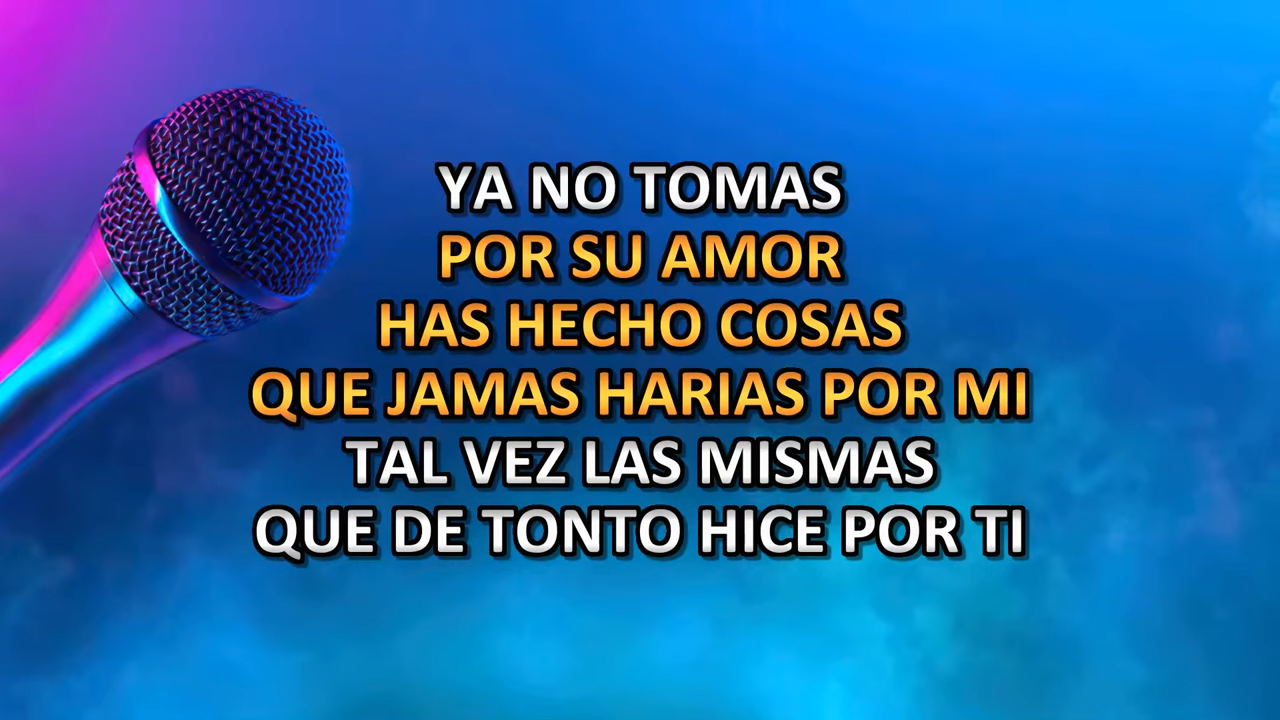 YA NO TOMAS
POR SU AMOR
HAS HECHO COSAS
QUE JAMAS HARIAS POR MI
TAL VEZ LAS MISMAS
QUE DE TONTO HICE POR TI